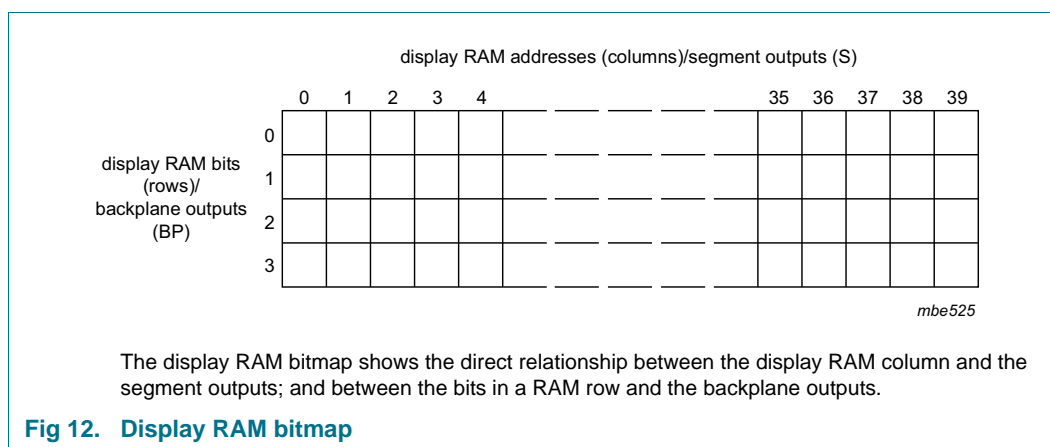 display RAM addresses (columns)/segment outputs (S)
0 1 2 3 4 35 36 37 38 39
0
display RAM bits
(rows)/
backplane outputs
(BP)
1
2
3
mbe525
The display RAM bitmap shows the direct relationship between the display RAM column and the
segment outputs; and between the bits in a RAM row and the backplane outputs.
Fig 12. Display RAM bitmap